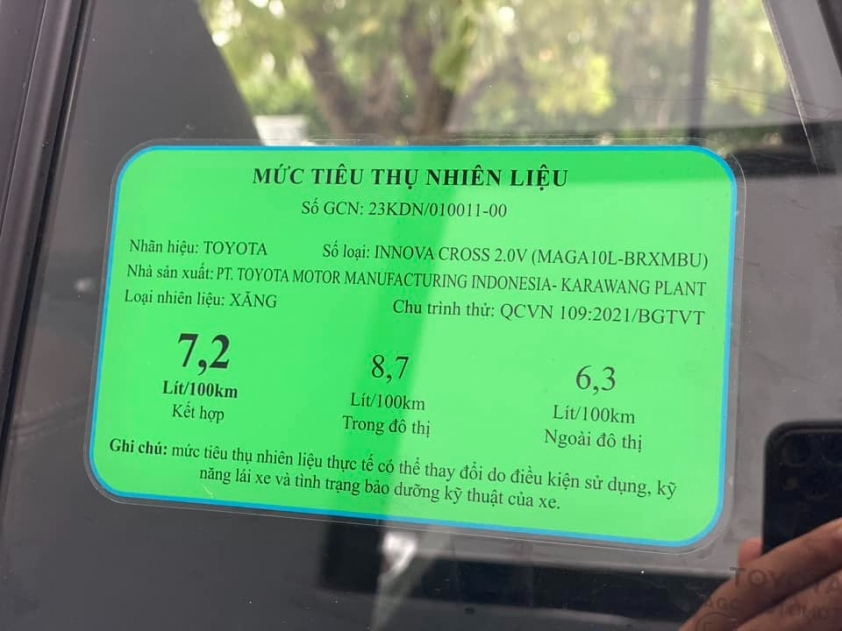 MỨC TIÊU THỤ NHIÊN LIỆU
Số GCN: 23KDN/010011-00
Nhãn hiệu: TOYOTA Số loại: INNOVA CROSS 2.0V (MAGA10L-BRXMBU)
Nhà sản xuất: PT. TOYOTA MOTOR MANUFACTURING INDONESIA- KARAWANG PLANT
Loại nhiên liệu: XĂNG Chu trình thử: QCVN 109:2021/BGTVT
7,2 8,7 6,3
Lít/100km Lít/100km Lít/100km
Kết hợp Trong đô thị Ngoài đô thị
Ghi chú: mức tiêu thụ nhiên liệu thực tế có thể thay đổi do điều kiện sử dụng, kỹ
năng lái xe và tình trạng bảo dưỡng kỹ thuật của xe.
TOYOTA
AGC